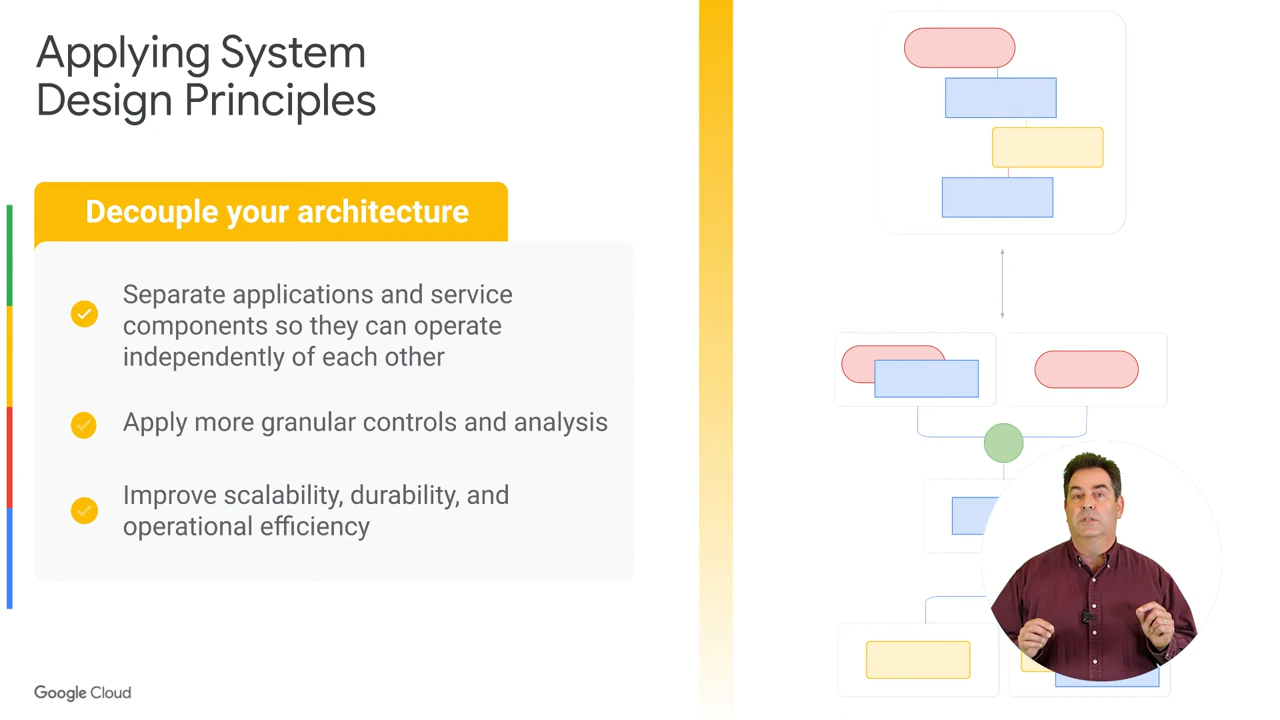 Applying System
Design Principles
Decouple your architecture
Separate applications and service
components so they can operate
independently of each other
Apply more granular controls and analysis
Improve scalability, durability, and
operational efficiency
Google Cloud